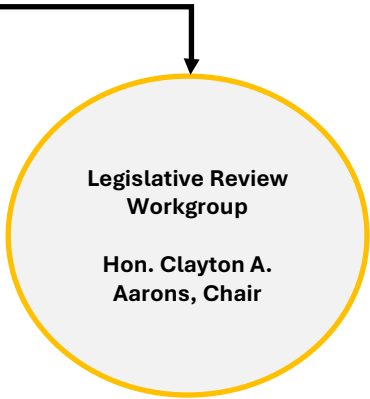 Legislative Review
Workgroup
Hon. Clayton A.
Aarons, Chair